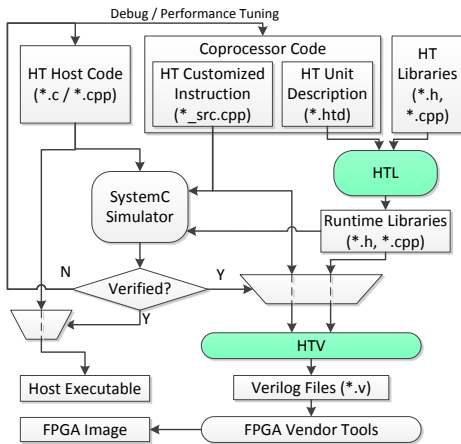 Debug / Performance Tuning
HT Host Code
(*.c / *.cpp)
Coprocessor Code
HT Customized
Instruction
(*_src.cpp)
HT Unit
Description
(*.htd)
HT
Libraries
(*.h,
*.cpp)
HTL
SystemC
Simulator
Runtime Libraries
(*.h, *.cpp)
N
Verified?
Y
Y
HTV
Host Executable
Verilog Files (*.v)
FPGA Image
FPGA Vendor Tools